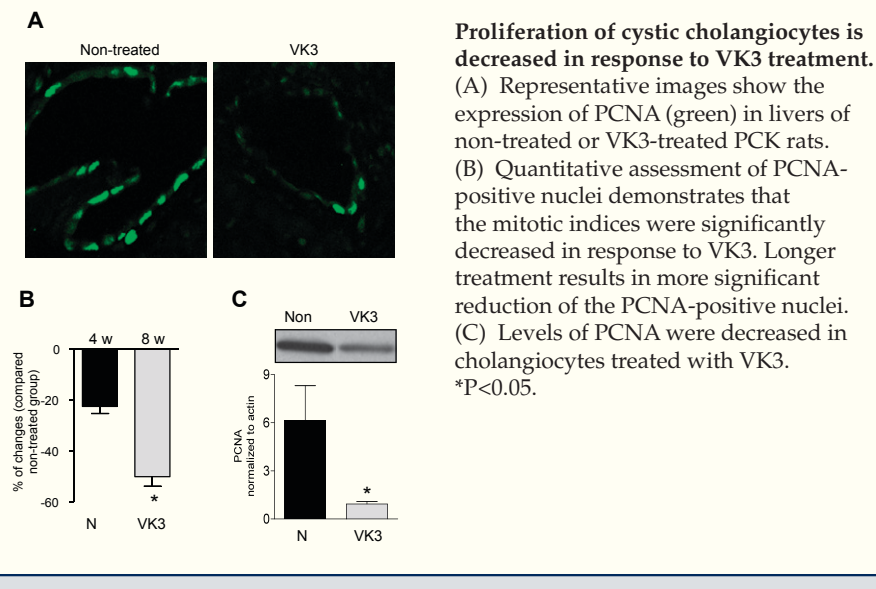 A
Non-treated VK3
Proliferation of cystic cholangiocytes is
decreased in response to VK3 treatment.
(A) Representative images show the
expression of PCNA (green) in livers of
non-treated or VK3-treated PCK rats.
(B) Quantitative assessment of PCNA-
positive nuclei demonstrates that
the mitotic indices were significantly
decreased in response to VK3. Longer
treatment results in more significant
reduction of the PCNA-positive nuclei.
(C) Levels of PCNA were decreased in
cholangiocytes treated with VK3.
*P<0.05.
B
4 w 8 w
% of changes (compared
non-treated group)
0
-20
-40
-60
*
N VK3
C
Non VK3
PCNA
normalized to actin
9
6
3
0
*
N VK3